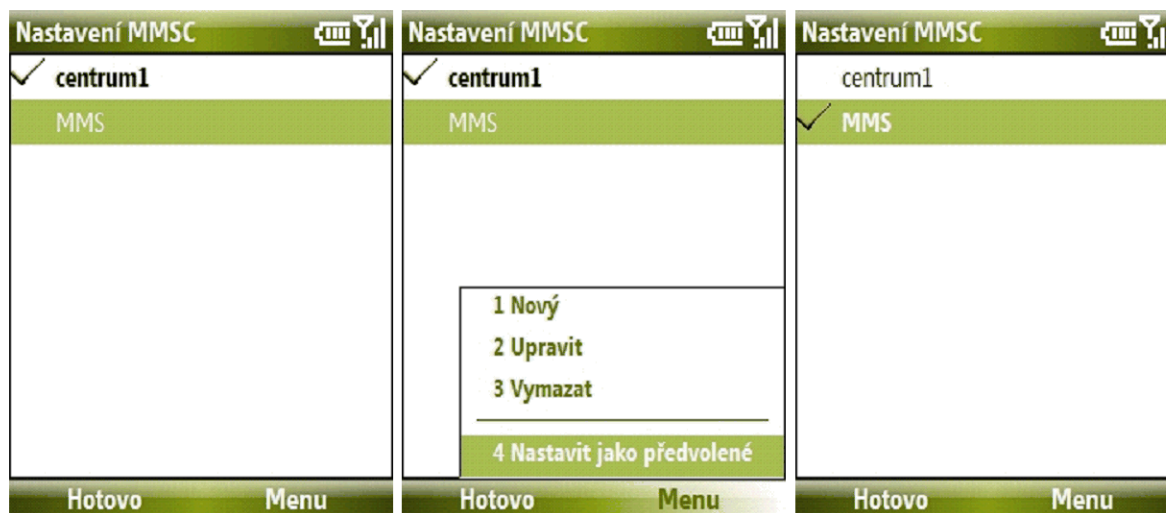 Nastavení MMSC
centrum1
MMS
Hotovo Menu
Nastavení MMSC
centrum1
MMS
1 Nový
2 Upravit
3 Vymazat
4 Nastavit jako předvolené
Hotovo Menu
Nastavení MMSC
centrum1
MMS
Hotovo Menu